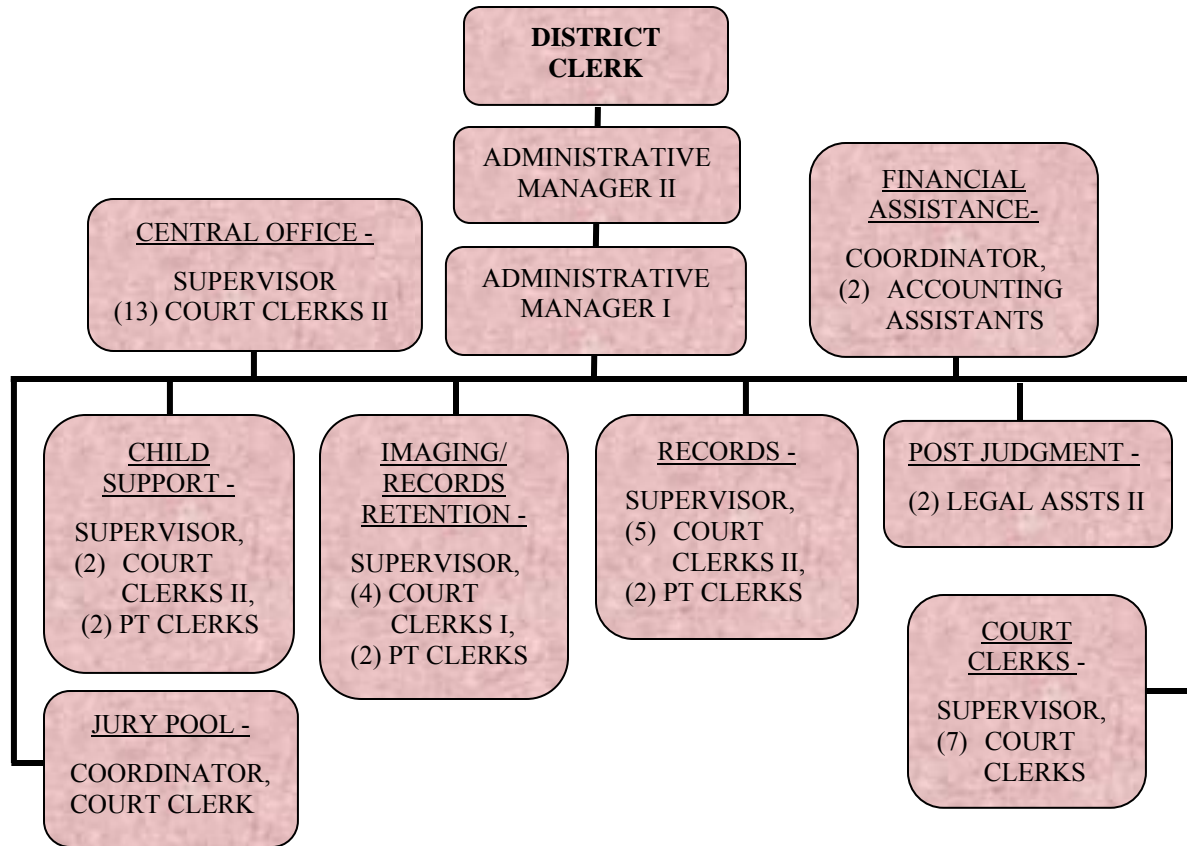 DISTRICT
CLERK
ADMINISTRATIVE
MANAGER II
FINANCIAL
ASSISTANCE-
COORDINATOR,
(2) ACCOUNTING
ASSISTANTS
CENTRAL OFFICE -
SUPERVISOR
(13) COURT CLERKS II
ADMINISTRATIVE
MANAGER I
CHILD
SUPPORT -
SUPERVISOR,
(2) COURT
CLERKS II,
(2) PT CLERKS
IMAGING/
RECORDS
RETENTION -
SUPERVISOR,
(4) COURT
CLERKS I,
(2) PT CLERKS
RECORDS -
SUPERVISOR,
(5) COURT
CLERKS II,
(2) PT CLERKS
POST JUDGMENT -
(2) LEGAL ASSTS II
COURT
CLERKS -
SUPERVISOR,
(7) COURT
CLERKS
JURY POOL -
COORDINATOR,
COURT CLERK